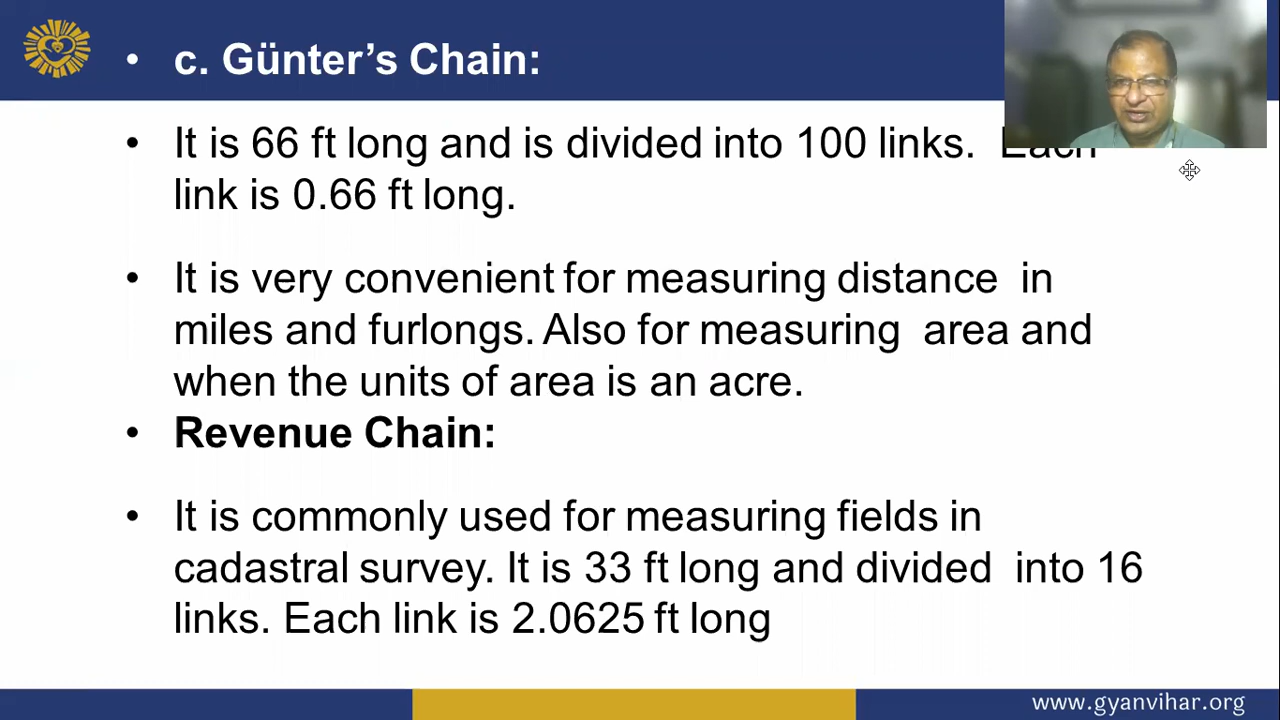 • c. Günter's Chain:
• It is 66 ft long and is divided into 100 links. Each
link is 0.66 ft long.
• It is very convenient for measuring distance in
miles and furlongs. Also for measuring area and
when the units of area is an acre.
• Revenue Chain:
• It is commonly used for measuring fields in
cadastral survey. It is 33 ft long and divided into 16
links. Each link is 2.0625 ft long
www.gyanvihar.org